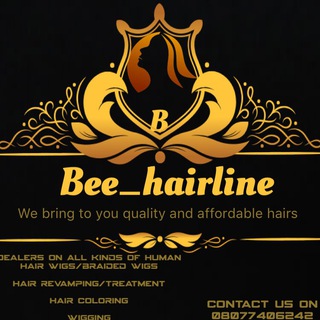 B
Bee_hairline
We bring to you quality and affordable hairs
DEALERS ON ALL KINDS OF HUMAN
HAIR WIGS/BRAIDED WIGS
HAIR REVAMPING/TREATMENT
HAIR COLORING
WIGGING
CONTACT US ON
08077406242